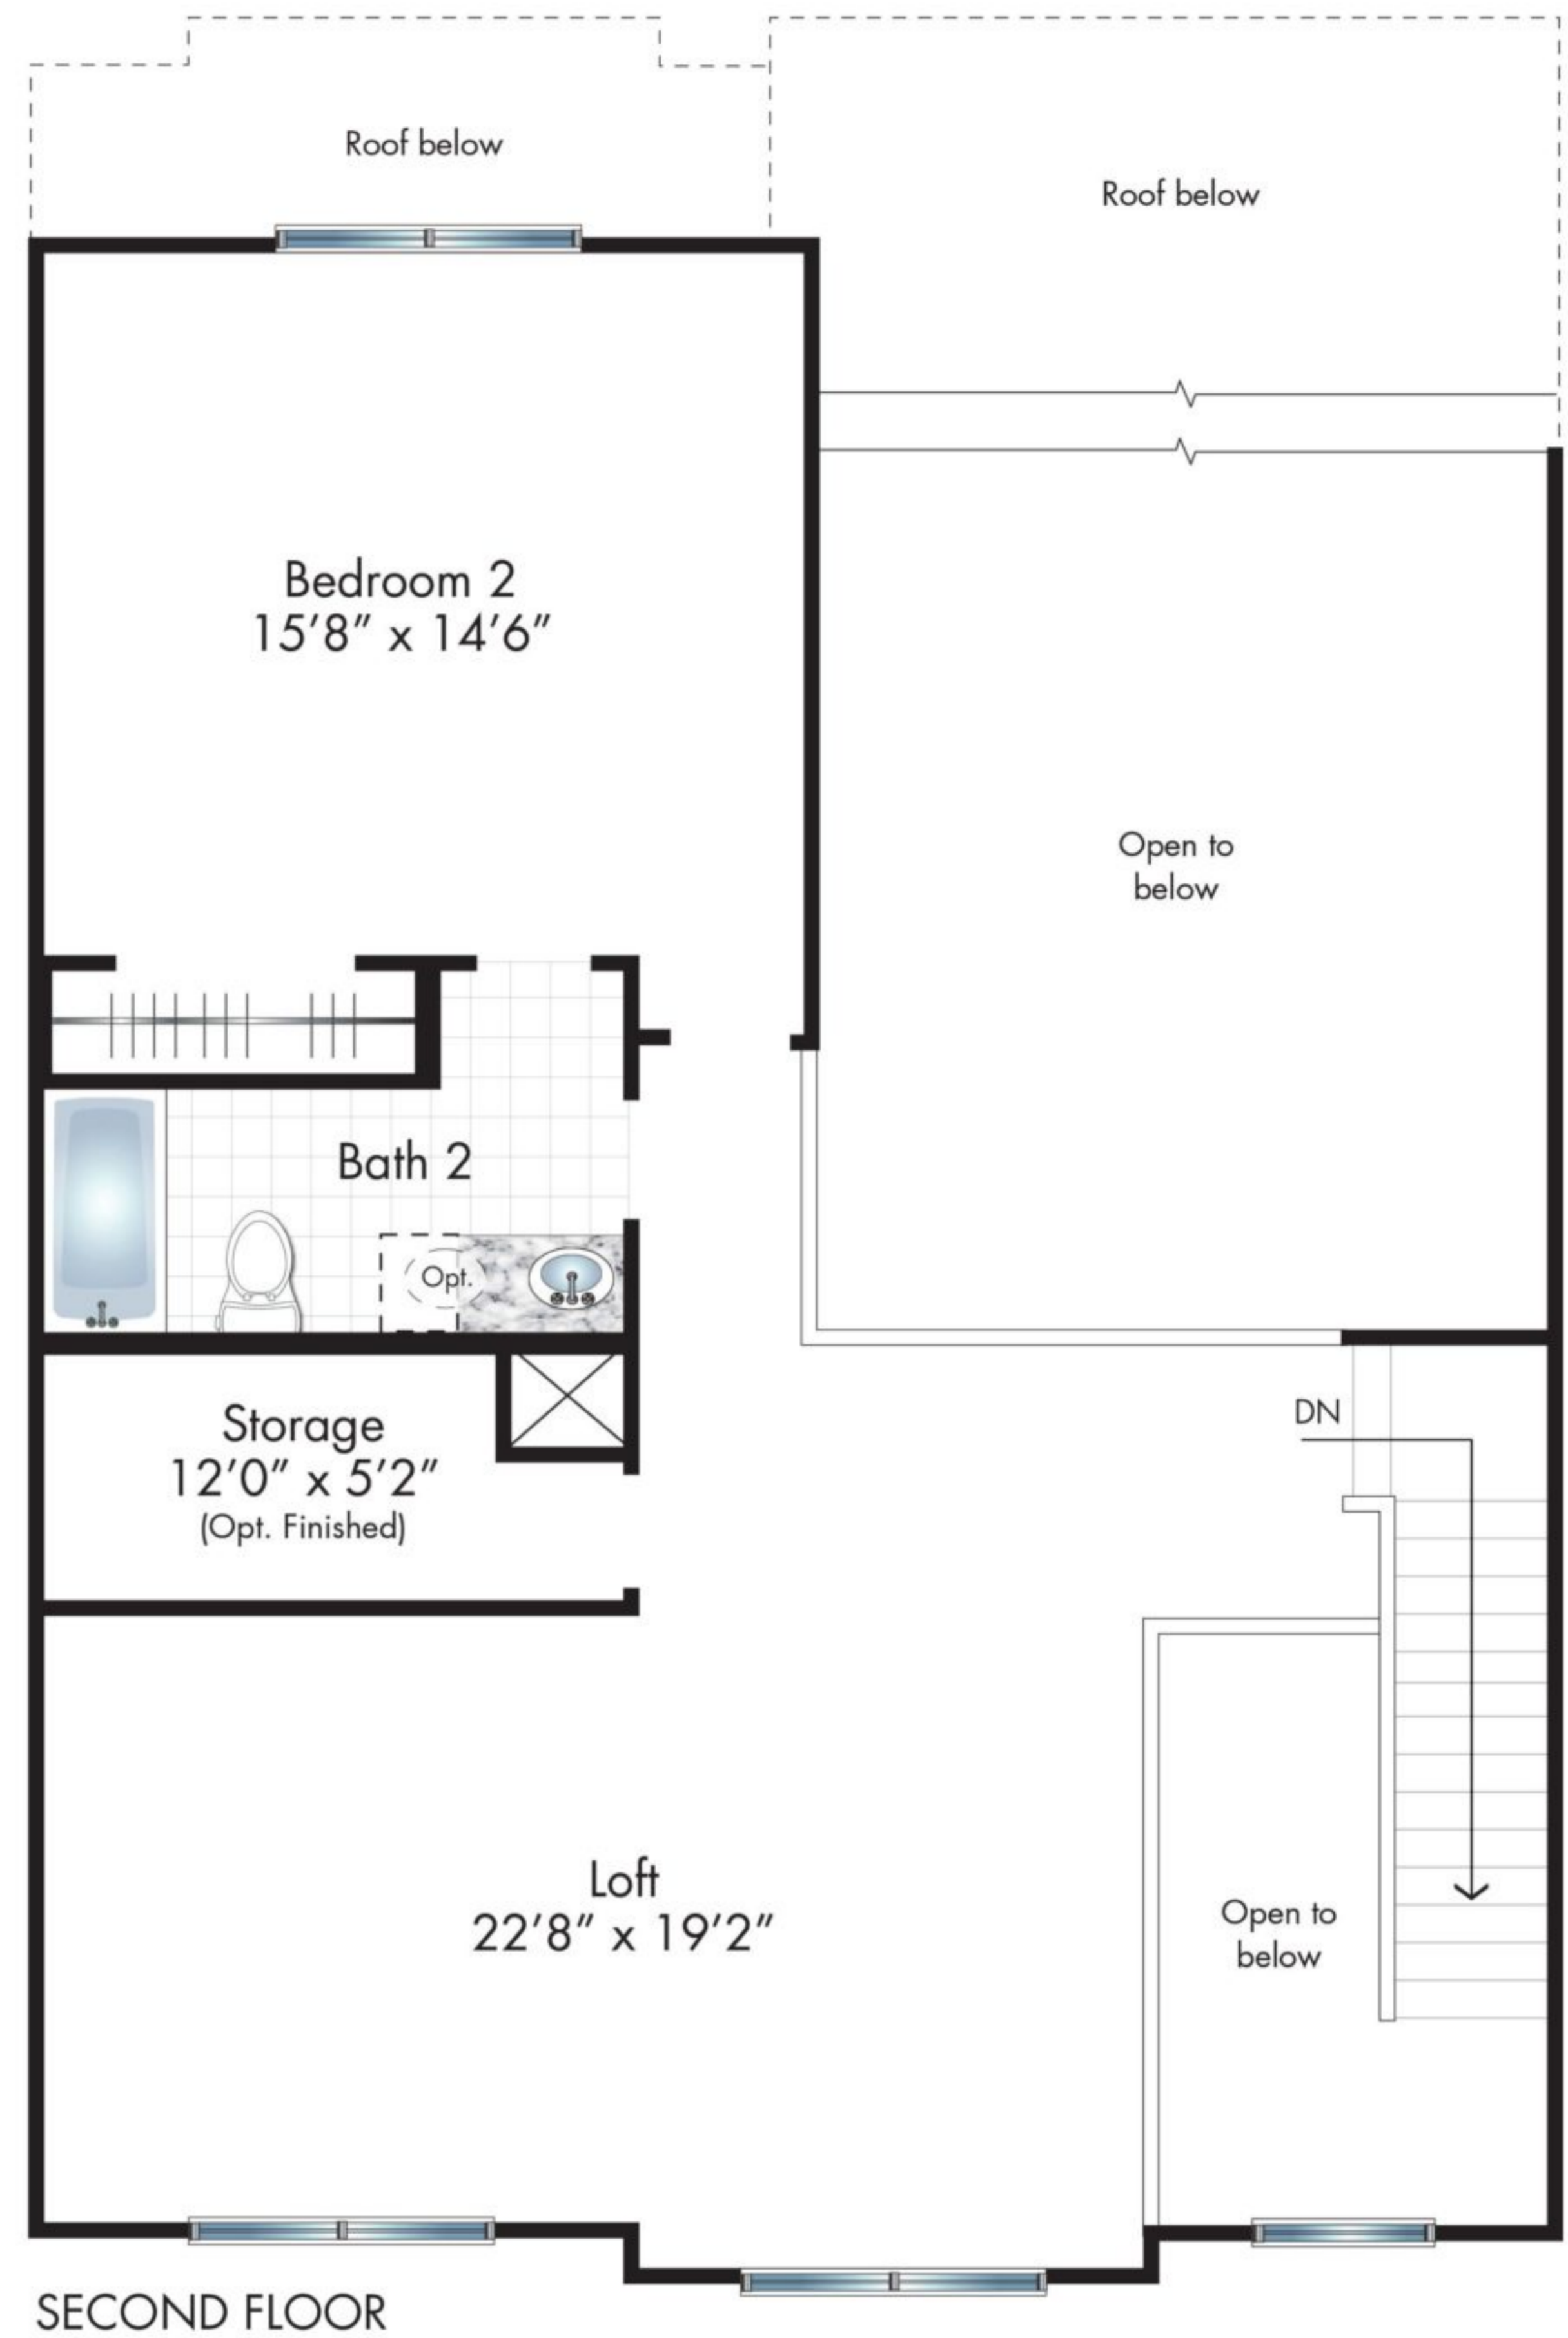 Roof below
Roof below
Bedroom 2
15’8” x 14’6”
Open to
below
Bath 2
Opt.
Storage
12’0” x 5’2”
(Opt. Finished)
DN
Loft
22’8” x 19’2”
Open to
below
SECOND FLOOR